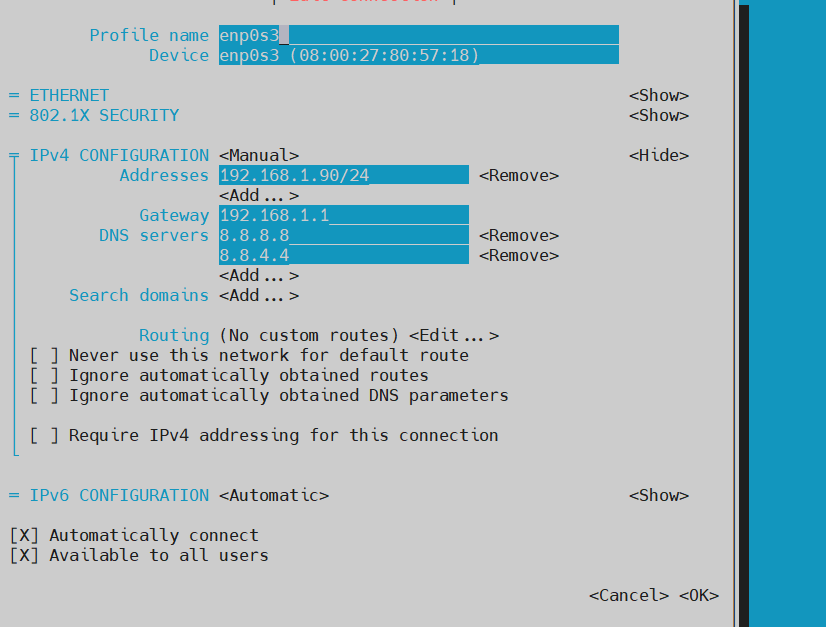 Profile name enp0s3
Device enp0s3 (08:00:27:80:57:18)
= ETHERNET <Show>
= 802.1X SECURITY <Show>
IPv4 CONFIGURATION <Manual> <Hide>
Addresses 192.168.1.90/24 <Remove>
<Add...>
Gateway 192.168.1.1
DNS servers 8.8.8.8 <Remove>
8.8.4.4 <Remove>
<Add...>
Search domains <Add...>
Routing (No custom routes) <Edit...>
[ ] Never use this network for default route
[ ] Ignore automatically obtained routes
[ ] Ignore automatically obtained DNS parameters
[ ] Require IPv4 addressing for this connection
= IPv6 CONFIGURATION <Automatic> <Show>
[X] Automatically connect
[X] Available to all users
<Cancel> <OK>